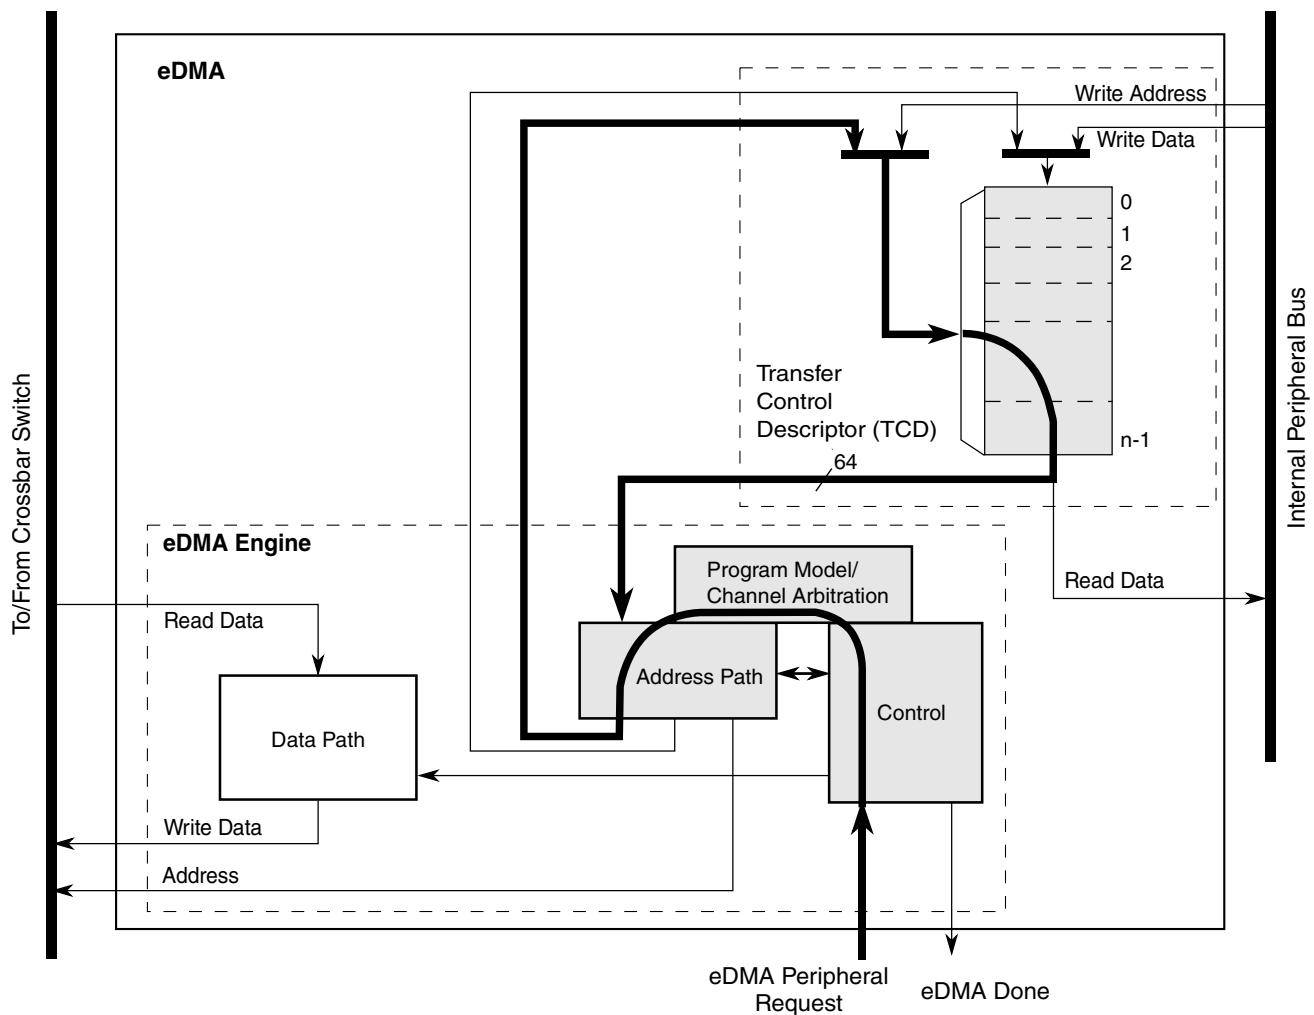 eDMA
Write Address
Write Data
0
1
2
n-1
Transfer
Control
Descriptor (TCD)
64
To/From Crossbar Switch
Internal Peripheral Bus
eDMA Engine
Program Model/
Channel Arbitration
Read Data
Read Data
Address Path
Control
Data Path
Write Data
Address
eDMA Peripheral
Request
eDMA Done